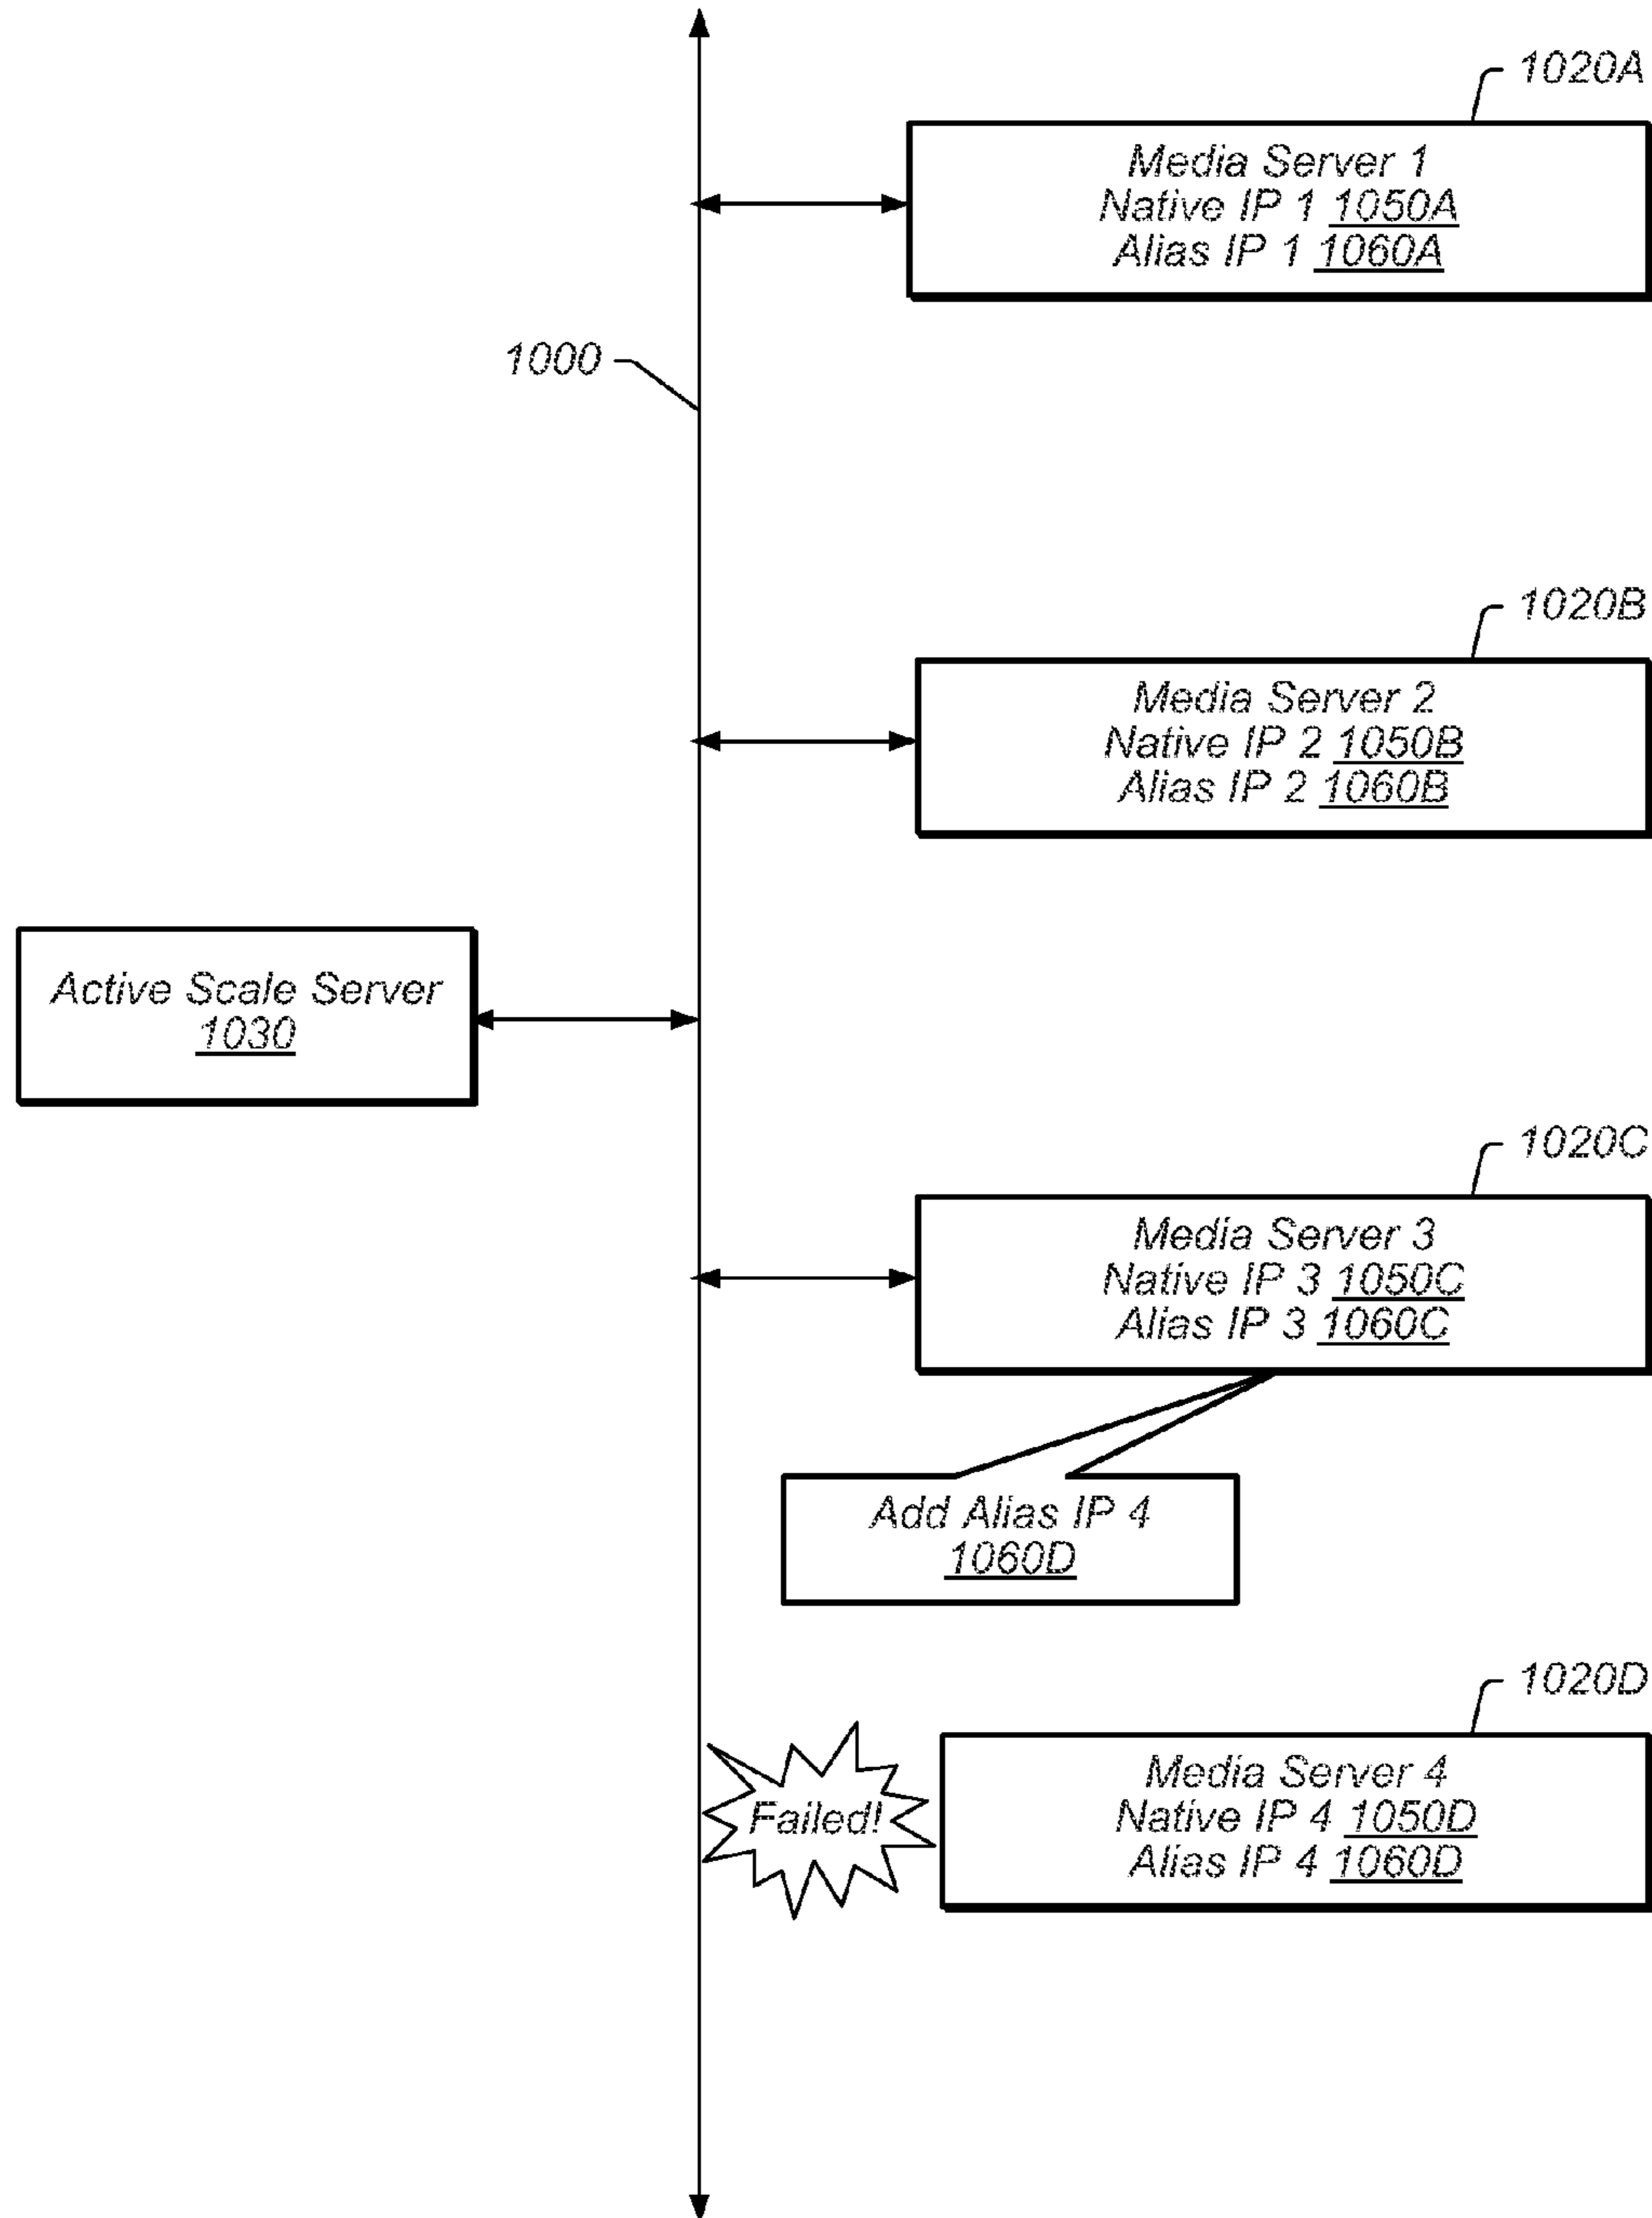 1020A
Media Server 1
Native IP 1 1050A
Alias IP 1 1060A
1000
1020B
Media Server 2
Native IP 2 1050B
Alias IP 2 1060B
Active Scale Server
1030
1020C
Media Server 3
Native IP 3 1050C
Alias IP 3 1060C
Add Alias IP 4
1060D
1020D
Media Server 4
Native IP 4 1050D
Alias IP 4 1060D
Failed!